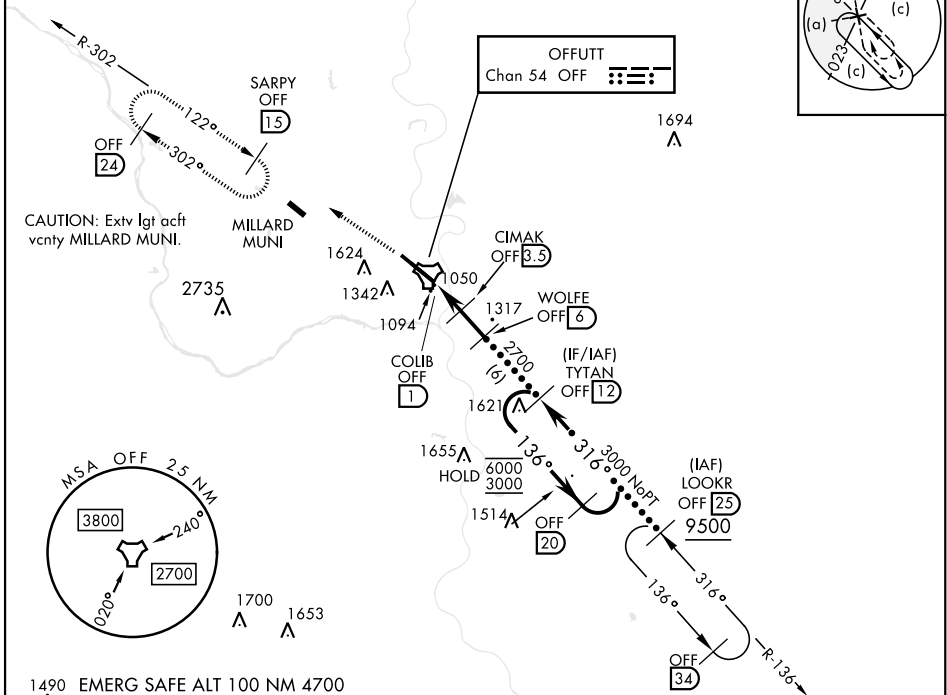 R-302
SARPY
OFF
15
122°
302°
OFF
24
OFFUTT
Chan 54 OFF
(a)
(c)
(c)
023
1694
CAUTION: Extv lgt acft
vcnty MILLARD MUNI.
MILLARD
MUNI
1624
1342
2735
1094
1050
CIMAK
OFF 3.5
1317
WOLFE
OFF 6
COLIB
OFF
1
2700
(6)
(IF/IAF)
TYTAN
OFF 12
1621
136°
316°
3000 NoPT
1655
HOLD
6000
3000
1514
OFF
20
(IAF)
LOOKR
OFF 25
9500
136°
316°
OFF
34
R-136
MSA OFF 25 NM
3800
240°
2700
020°
1700
1653
1490
EMERG SAFE ALT 100 NM 4700